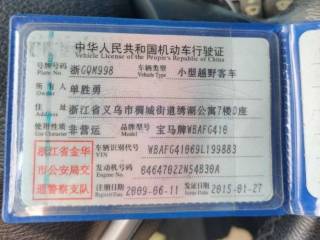 中华人民共和国机动车行驶证
Vehicle License of the People's Republic of China
号牌号码 浙GQM998 车辆类型 小型越野客车
Plate No. Vehicle Type
所有人 单胜勇
Owner
住址 浙江省义乌市稠城街道绣湖公寓7幢D座
Address
使用性质 非营运 品牌型号 宝马牌WBAFG410
Use Character Model
浙江省金华市公安局交通警察支队
车辆识别代号 WBAFG41069L199883
VIN
发动机号码 0464702ZN54B30A
Engine No.
注册日期 2009-06-11 发证日期 2015-01-27
Register Date Issue Date